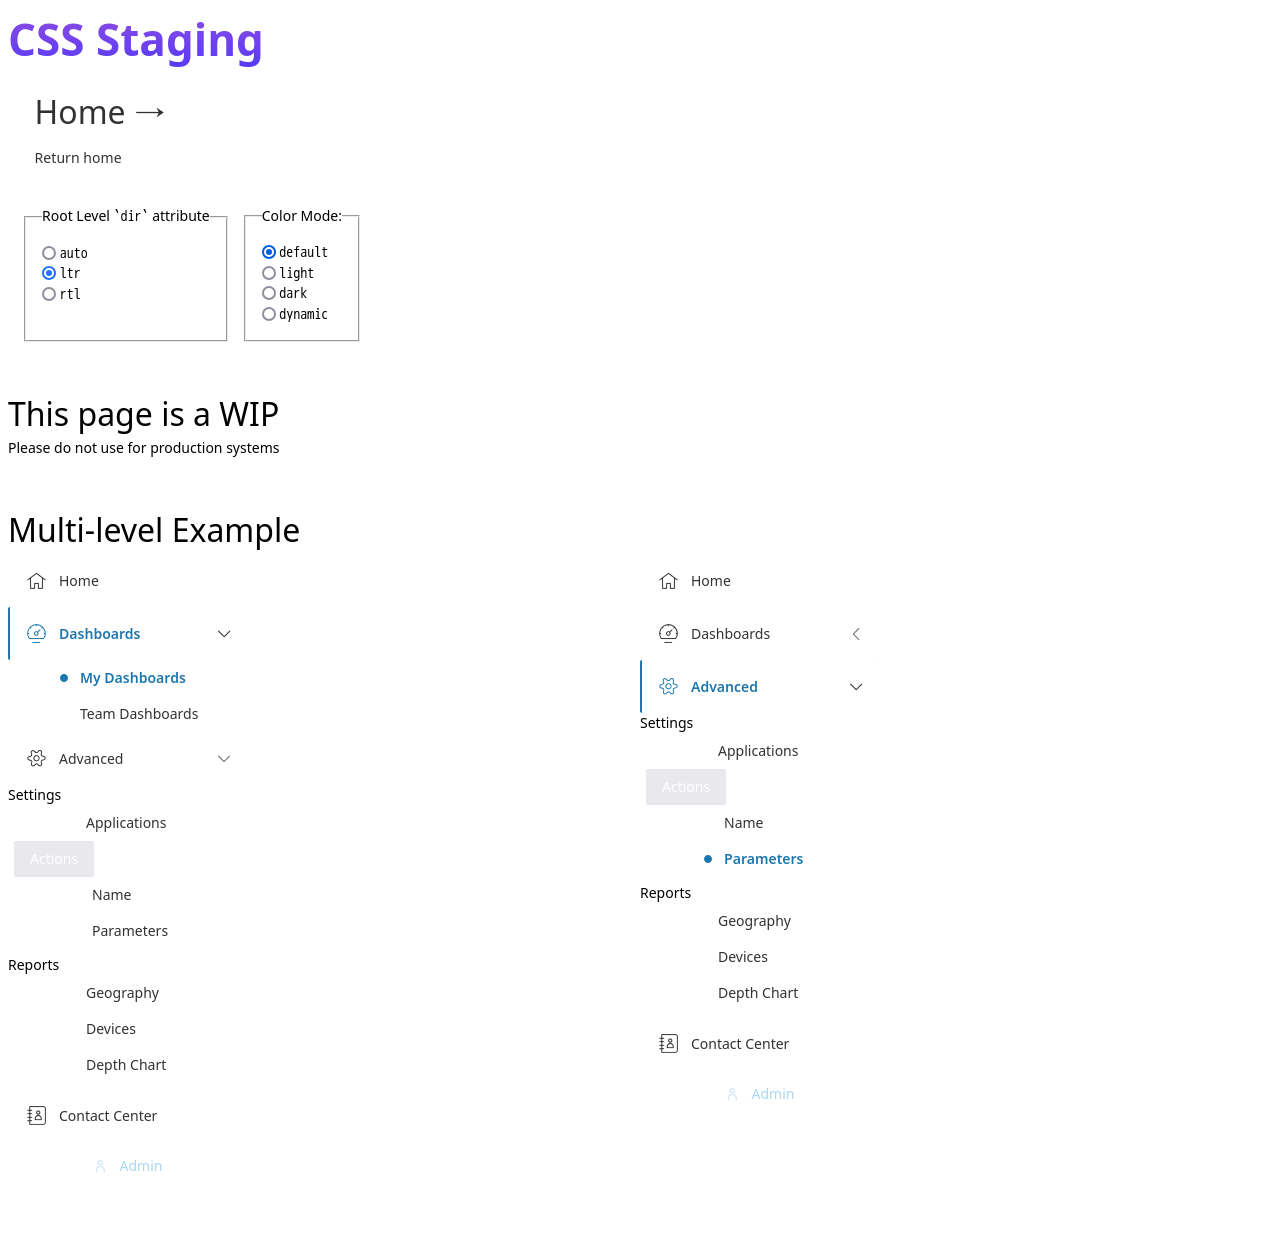 CSS Staging
Home →
Return home
Root Level `dir` attribute
auto
ltr
rtl
Color Mode:
default
light
dark
dynamic
This page is a WIP
Please do not use for production systems
Multi-level Example
Home
Dashboards
My Dashboards
Team Dashboards
Advanced
Settings
Applications
Actions
Name
Parameters
Reports
Geography
Devices
Depth Chart
Contact Center
Admin
Home
Dashboards
Advanced
Settings
Applications
Actions
Name
Parameters
Reports
Geography
Devices
Depth Chart
Contact Center
Admin